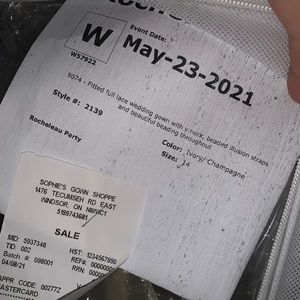 Event Date:
W
W57922
May-23-2021
9074 - Fitted full lace wedding gown with v neck, beaded illusion straps
and beautiful beading throughout
Style #: 2139
Color: Ivory/Champagne
Size: 14
Rocheleau Party
SOPHIE'S GOWN SHOPPE
1476 TECUMSEH RD EAST
WINDSOR, ON N8W1C1
5199743681
SALE
MID: 5937348
TID: 002
Batch #: 098001
04/08/21
HST: 1234567890
REF#: 0000000
RRN: 0000000
APPR CODE: 00277Z
MASTERCARD